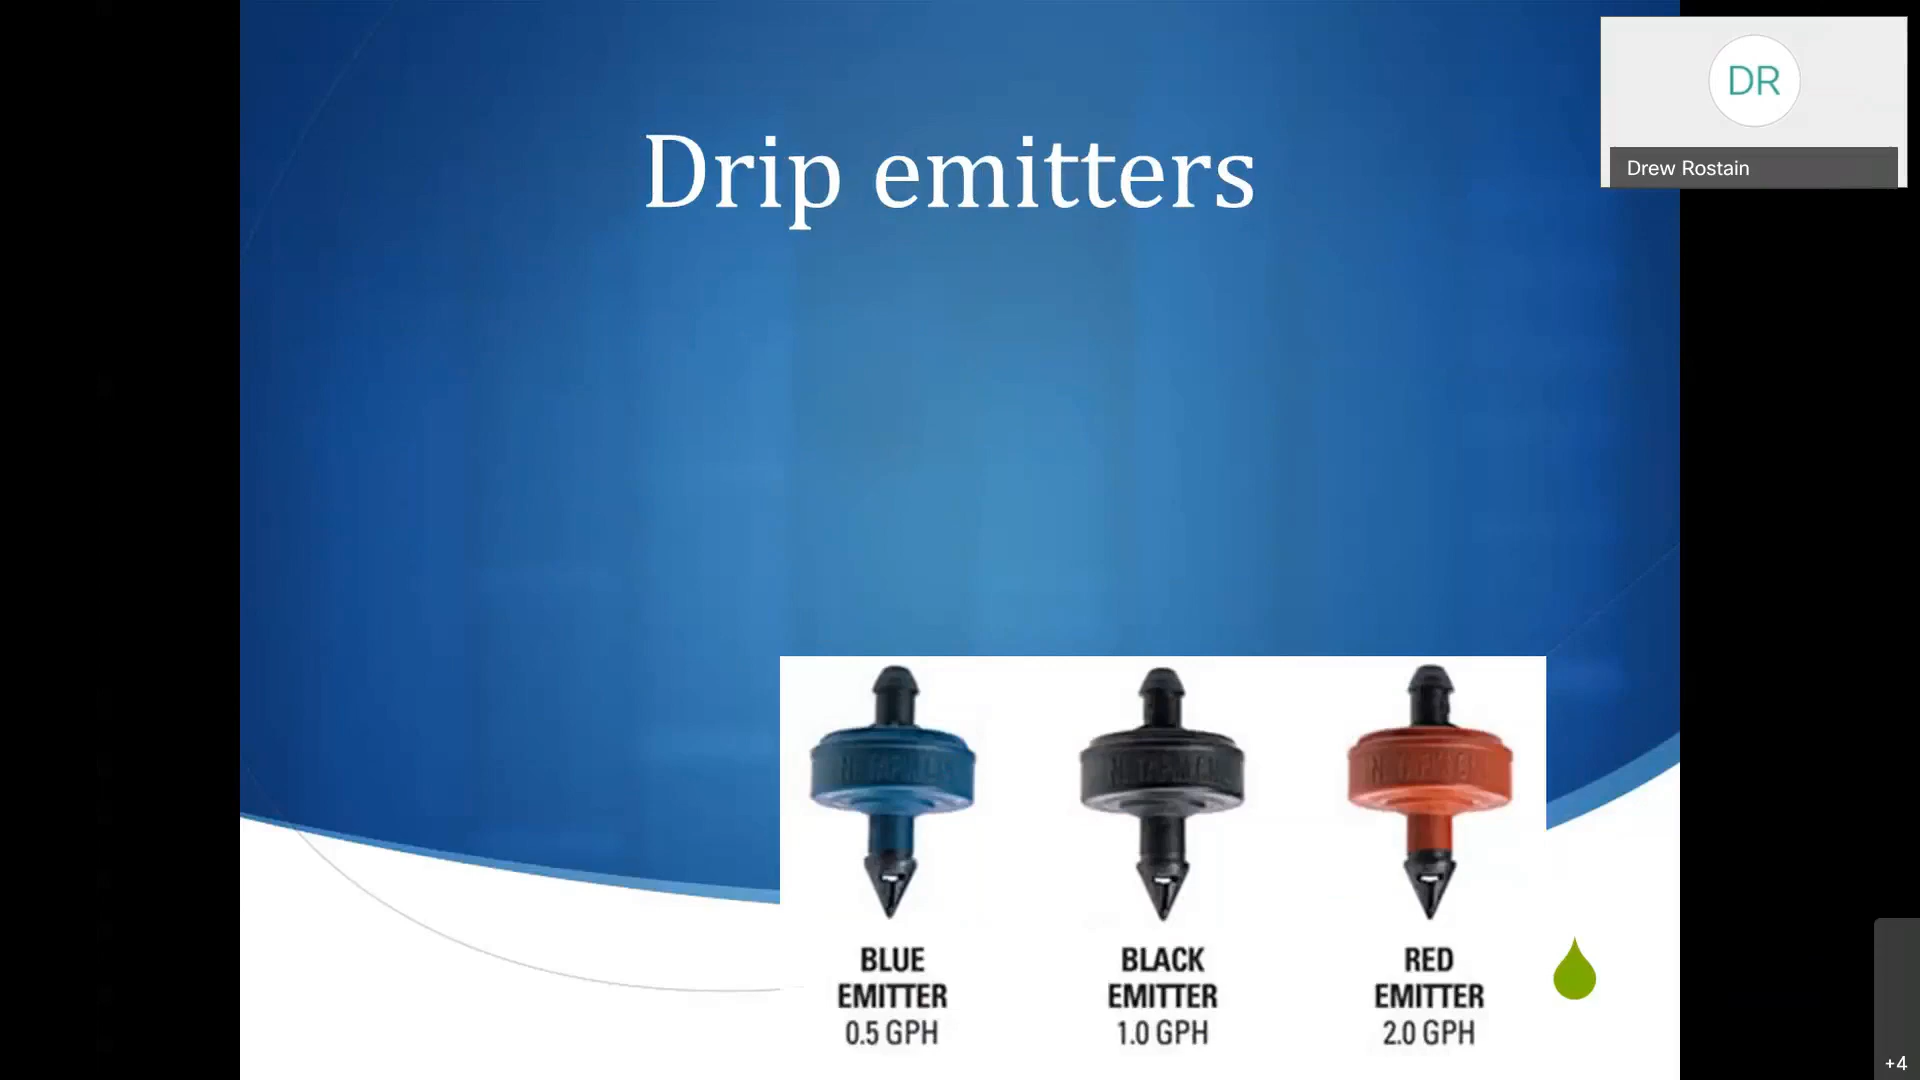 Drip emitters
DR
Drew Rostain
BLUE
EMITTER
0.5 GPH
BLACK
EMITTER
1.0 GPH
RED
EMITTER
2.0 GPH
+4